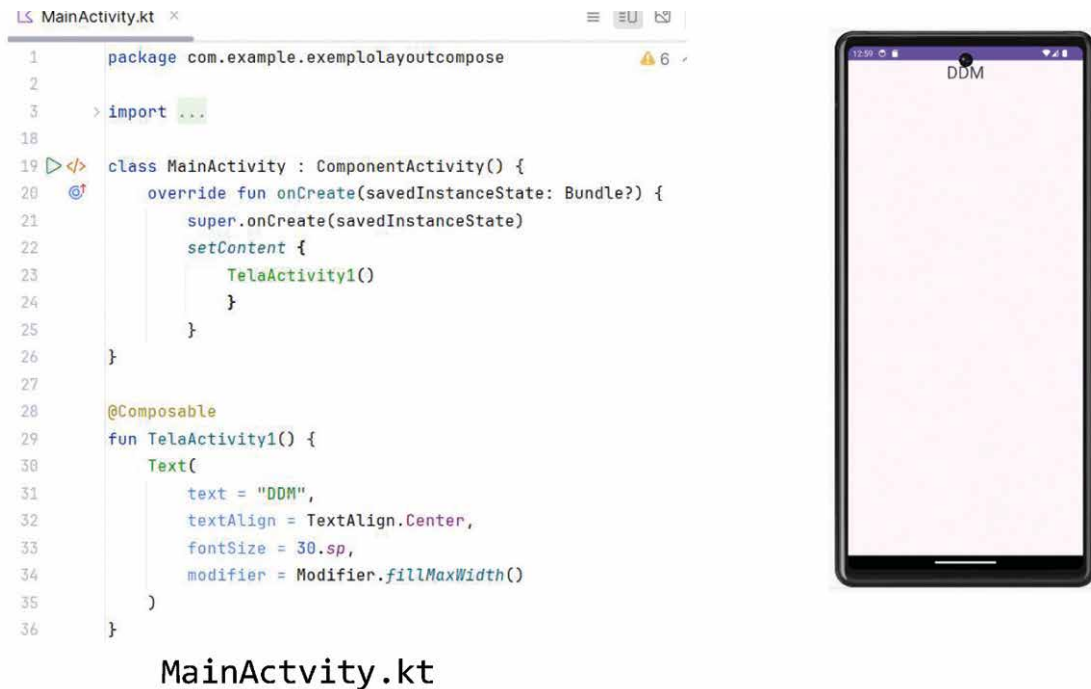 MainActivity.kt ×
1 package com.example.exemplolayoutcompose 6
2
3 > import ...
18
19 class MainActivity : ComponentActivity() {
20 override fun onCreate(savedInstanceState: Bundle?) {
21 super.onCreate(savedInstanceState)
22 setContent {
23 TelaActivity1()
24 }
25 }
26 }
27
28 @Composable
29 fun TelaActivity1() {
30 Text(
31 text = "DDM",
32 textAlign = TextAlign.Center,
33 fontSize = 30.sp,
34 modifier = Modifier.fillMaxWidth()
35 )
36 }
MainActvity.kt
12:59
DDM